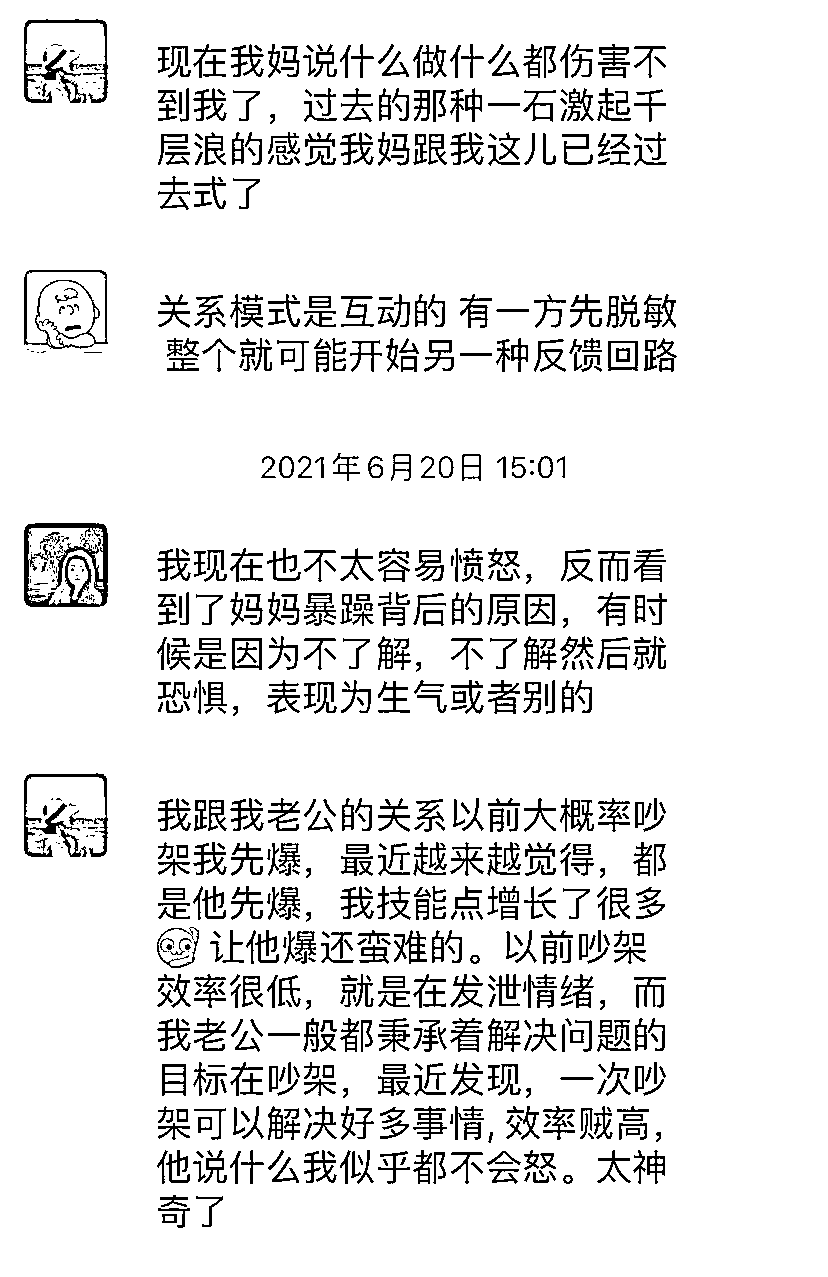 现在我妈说什么做什么都伤害不
到我了，过去的那种一石激起千
层浪的感觉我妈跟我这儿已经过
去式了
关系模式是互动的 有一方先脱敏
整个就可能开始另一种反馈回路
2021年6月20日 15:01
我现在也不太容易愤怒，反而看
到了妈妈暴躁背后的原因，有时
候是因为不了解，不了解然后就
恐惧，表现为生气或者别的
我跟我老公的关系以前大概率吵
架我先爆，最近越来越觉得，都
是他先爆，我技能点增长了很多
让他爆还蛮难的。以前吵架
效率很低，就是在发泄情绪，而
我老公一般都秉承着解决问题的
目标在吵架，最近发现，一次吵
架可以解决好多事情, 效率贼高，
他说什么我似乎都不会怒。太神
奇了